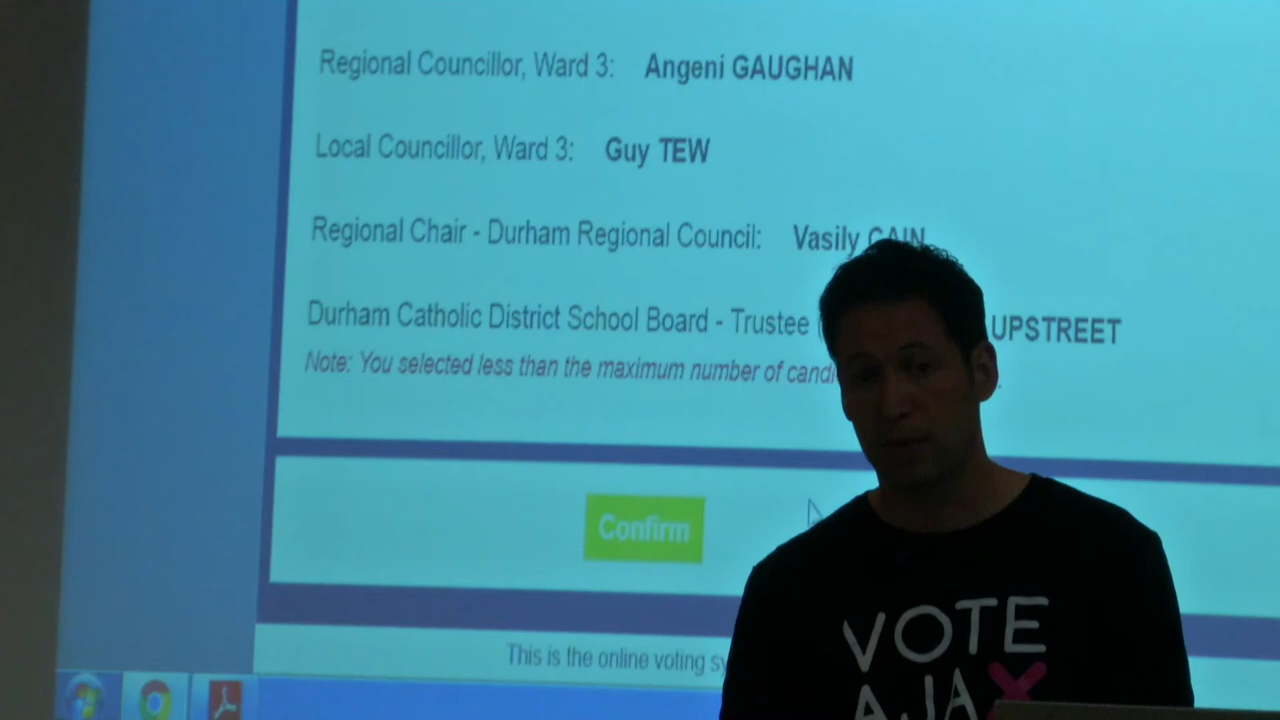 Regional Councillor, Ward 3: Angeni GAUGHAN
Local Councillor, Ward 3: Guy TEW
Regional Chair - Durham Regional Council: Vasily CAIN
Durham Catholic District School Board - Trustee UPSTREET
Note: You selected less than the maximum number of
Confirm
This is the online voting
VOTE
AJAX